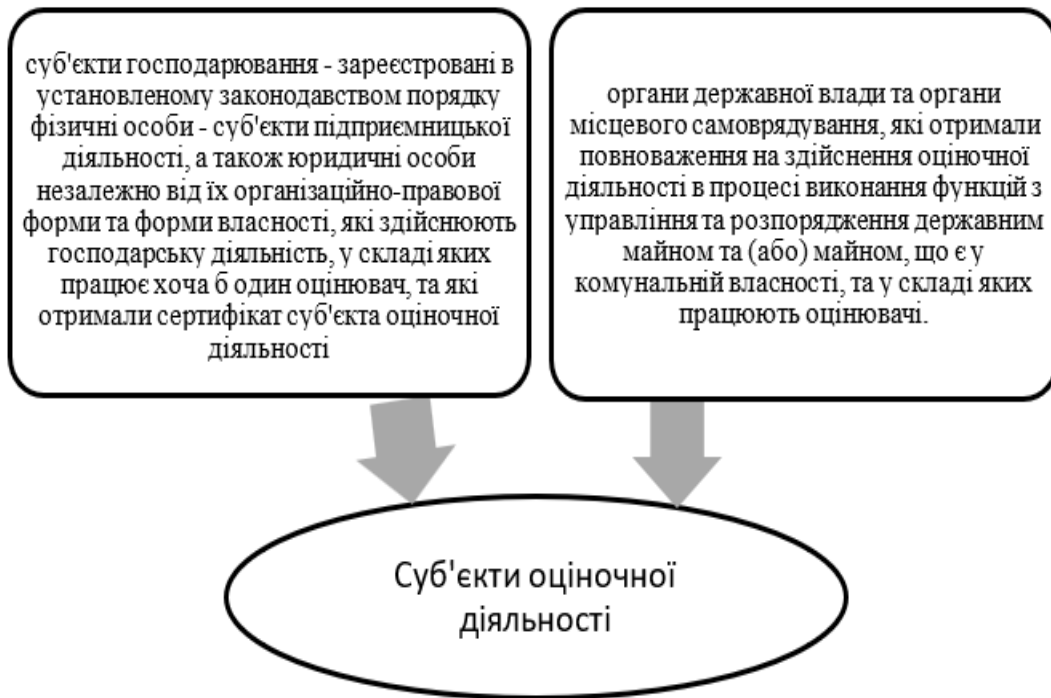 суб'єкти господарювання - зареєстровані в
установленому законодавством порядку
фізичні особи - суб'єкти підприємницької
діяльності, а також юридичні особи
незалежно від їх організаційно-правової
форми та форми власності, які здійснюють
господарську діяльність, у складі яких
працює хоча б один оцінювач, та які
отримали сертифікат суб'єкта оціночної
діяльності
органи державної влади та органи
місцевого самоврядування, які отримали
повноваження на здійснення оціночної
діяльності в процесі виконання функцій з
управління та розпорядження державним
майном та (або) майном, що є у
комунальній власності, та у складі яких
працюють оцінювачі.
Суб'єкти оціночної
діяльності